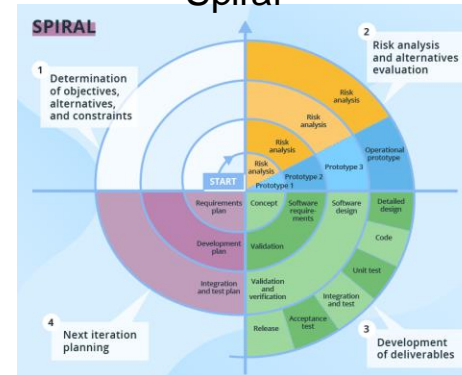 Spiral
SPIRAL
1
Determination
of objectives,
alternatives,
and constraints
2
Risk analysis
and alternatives
evaluation
Risk
analysis
Risk
analysis
Risk
analysis
Risk
analysis
Operational
prototype
Prototype 3
Prototype 2
Prototype 1
START
Requirements
plan
Concept
Software
require-
ments
Software
design
Detailed
design
Development
plan
Validation
Code
Unit test
Integration
and test plan
Validation
and
verification
Integration
and test
Acceptance
test
Release
4
Next iteration
planning
3
Development
of deliverables